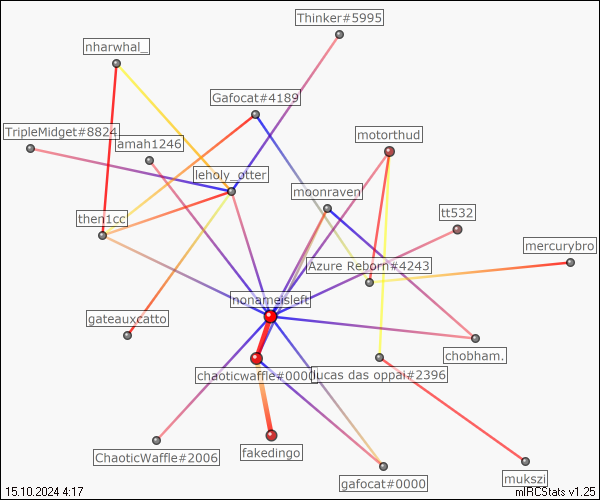 Thinker#5995
nharwhal_
Gafocat#4189
TripleMidget#8824
motorthud
amah1246
leholy_otter
moonraven
then1cc
tt532
mercurybro
Azure Reborn#4243
nonameisleft
gateauxcatto
chobham.
chaoticwaffle#0000
lucas das oppai#2396
fakedingo
ChaoticWaffle#2006
mukszi
gafocat#0000
15.10.2024 4:17
mIRCStats v1.25